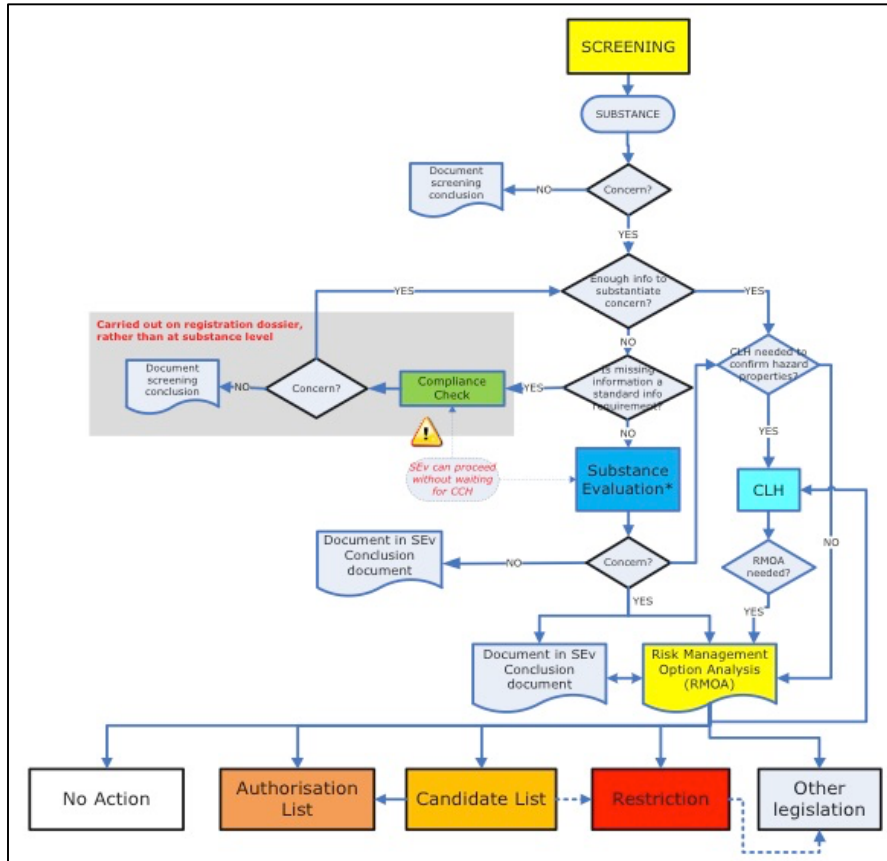 SCREENING
SUBSTANCE
Document
screening
conclusion
NO
Concern?
YES
Enough info to
substantiate
concern?
YES
YES
Carried out on registration dossier,
rather than at substance level
NO
CLH needed to
confirm hazard
properties?
Document
screening
conclusion
NO
Concern?
Compliance
Check
YES
Is missing
information a
standard info
requirement?
NO
YES
SEv can proceed
without waiting
for CCH
Substance
Evaluation*
CLH
NO
Document in SEv
Conclusion
document
NO
Concern?
RMOA
needed?
YES
YES
Document in SEv
Conclusion
document
Risk Management
Option Analysis
(RMOA)
No Action
Authorisation
List
Candidate List
Restriction
Other
legislation